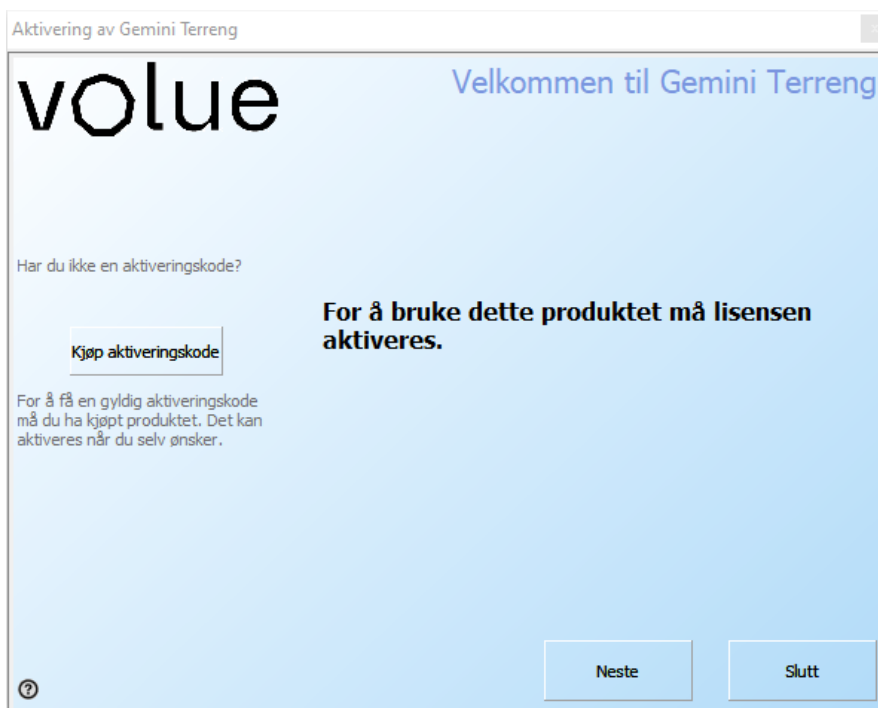 Aktivering av Gemini Terreng
volue
Velkommen til Gemini Terreng
Har du ikke en aktiveringskode?
For å bruke dette produktet må lisensen
aktiveres.
Kjøp aktiveringskode
For å få en gyldig aktiveringskode
må du ha kjøpt produktet. Det kan
aktiveres når du selv ønsker.
Neste
Slutt
?